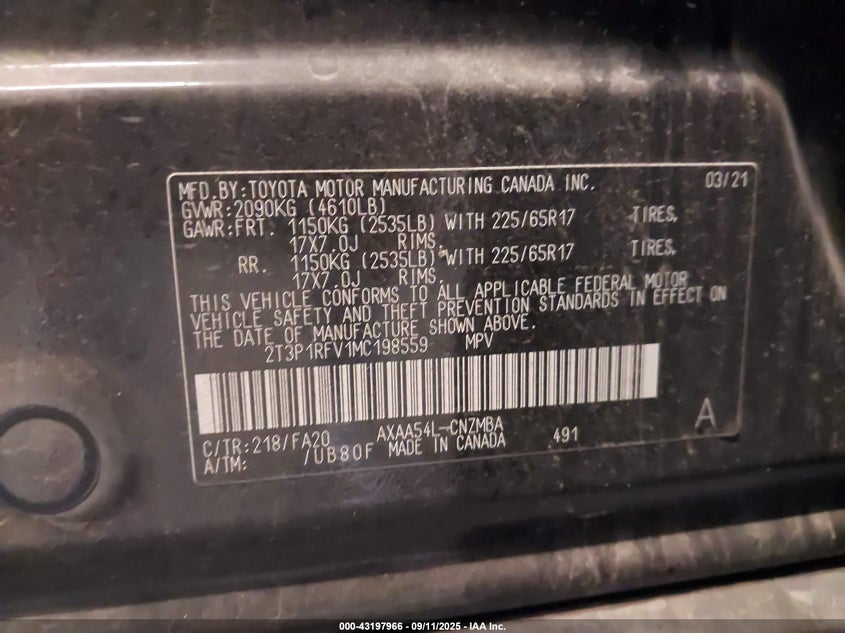 MFD.BY:TOYOTA MOTOR MANUFACTURING CANADA INC. 03/21
GVWR:2090KG (4610LB)
GAWR:FRT. 1150KG (2535LB) WITH 225/65R17 TIRES,
17X7.0J RIMS,
RR. 1150KG (2535LB) WITH 225/65R17 TIRES,
17X7.0J RIMS,
THIS VEHICLE CONFORMS TO ALL APPLICABLE FEDERAL MOTOR
VEHICLE SAFETY AND THEFT PREVENTION STANDARDS IN EFFECT ON
THE DATE OF MANUFACTURE SHOWN ABOVE.
2T3P1RFV1MC198559 MPV
A
C/TR:218/FA20 AXAA54L-CNZMBA 491
A/TM: /UB80F MADE IN CANADA
000-43197966 - 09/11/2025 - IAA Inc.